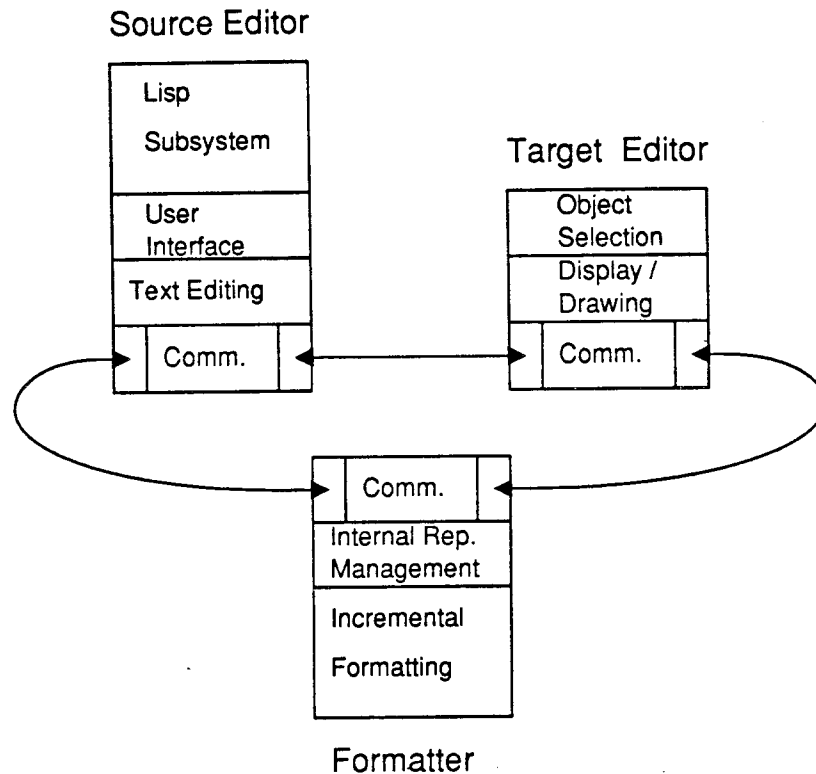 Source Editor
Lisp
Subsystem
User
Interface
Text Editing
Comm.
Target Editor
Object
Selection
Display /
Drawing
Comm.
Comm.
Internal Rep.
Management
Incremental
Formatting
Formatter